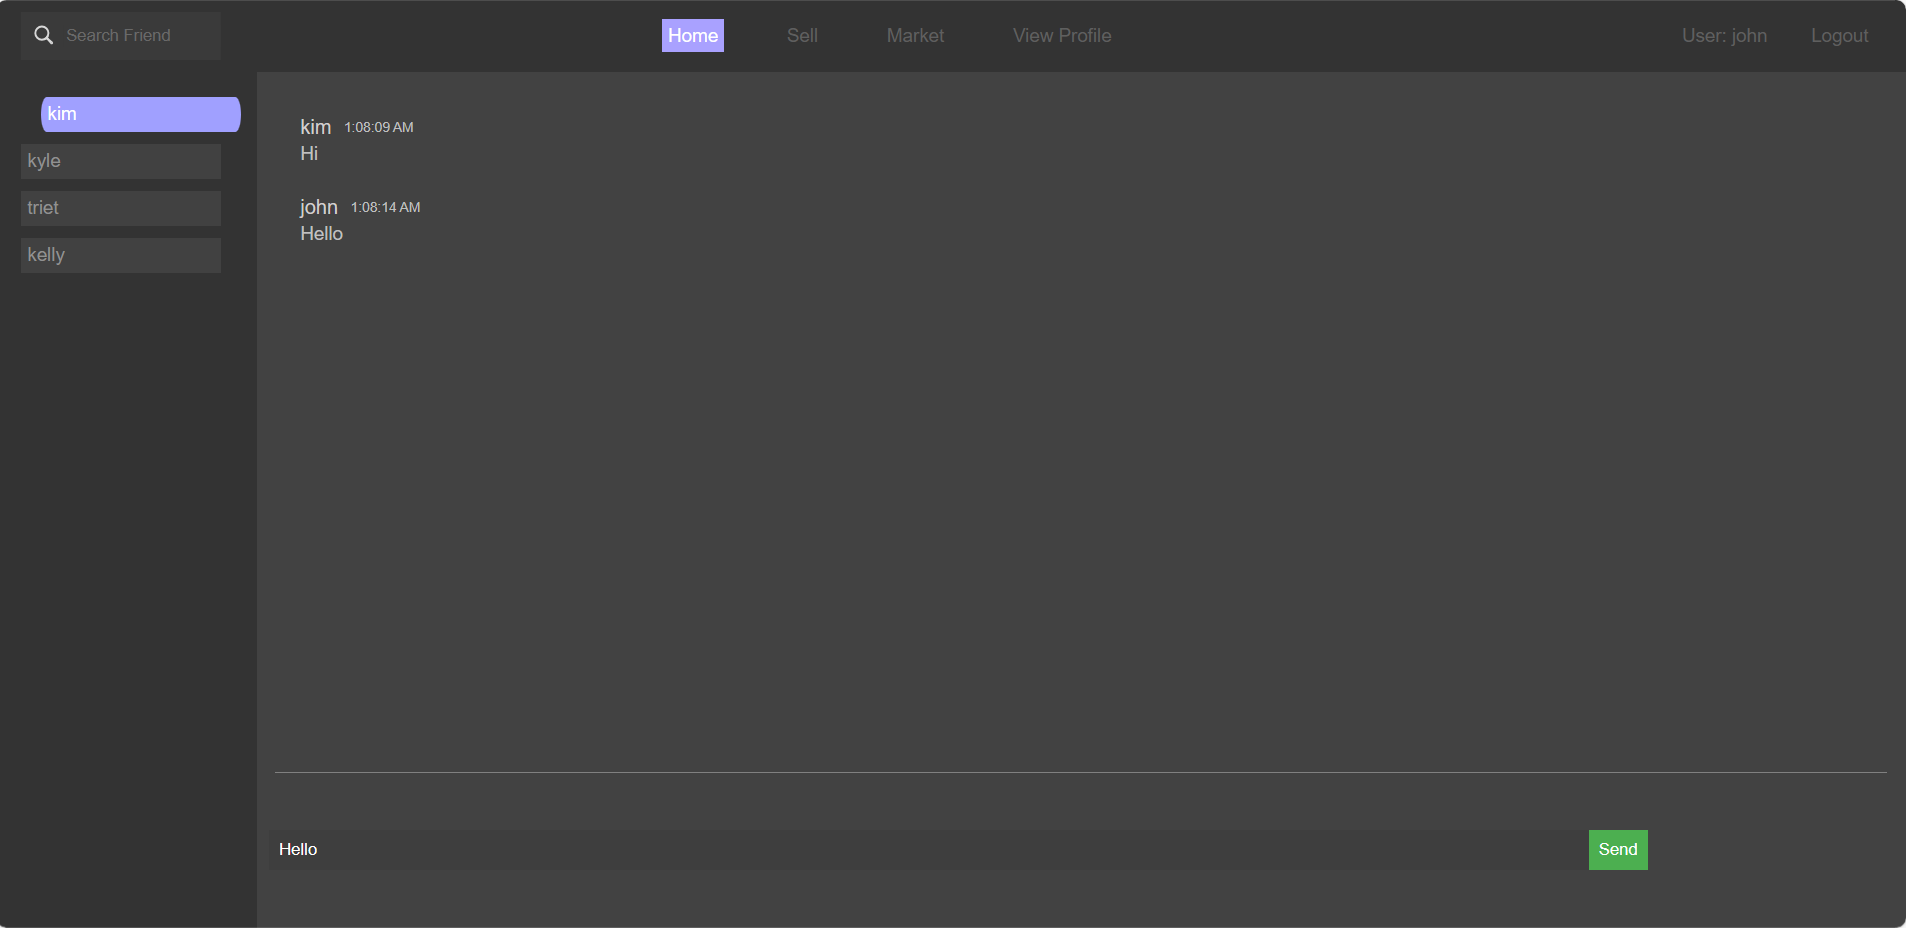 Search Friend
Home Sell Market View Profile
User: john Logout
kim
kyle
triet
kelly
kim 1:08:09 AM
Hi
john 1:08:14 AM
Hello
Hello
Send